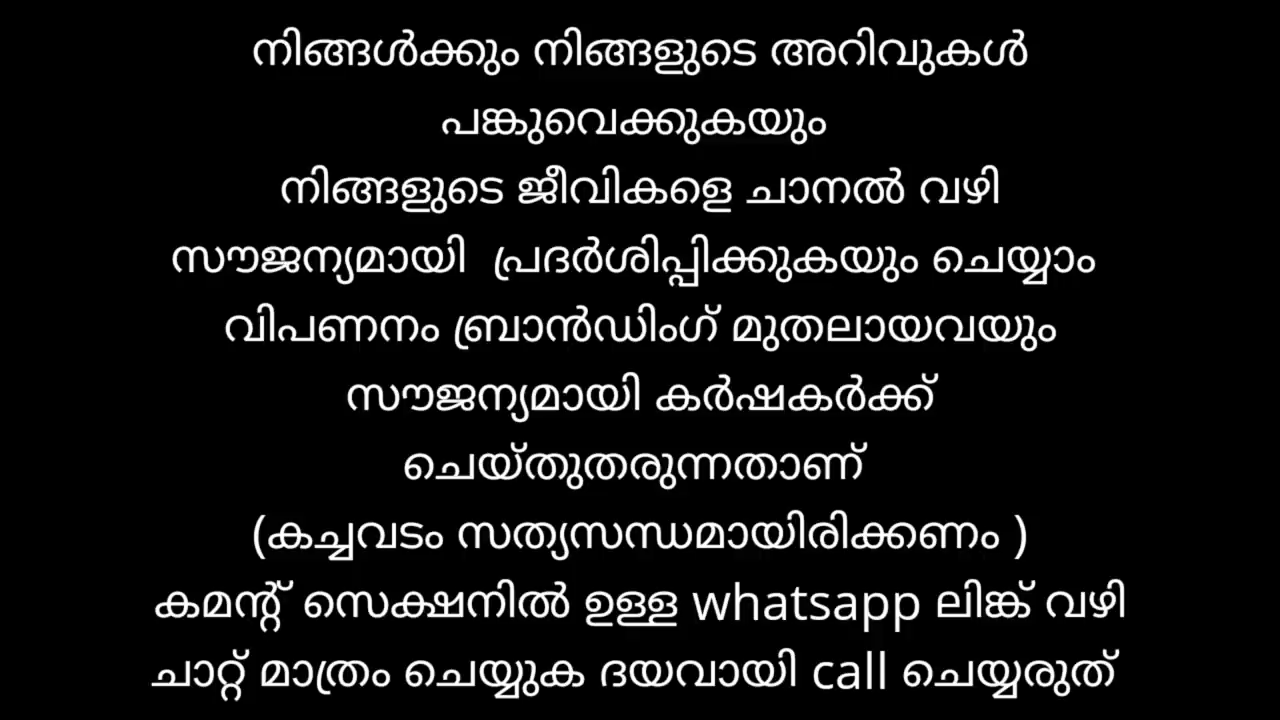 നിങ്ങൾക്കും നിങ്ങളുടെ അറിവുകൾ
പങ്കുവെക്കുകയും
നിങ്ങളുടെ ജീവികളെ ചാനൽ വഴി
സൗജന്യമായി പ്രദർശിപ്പിക്കുകയും ചെയ്യാം
വിപണനം ബ്രാൻഡിംഗ് മുതലായവയും
സൗജന്യമായി കർഷകർക്ക്
ചെയ്തുതരുന്നതാണ്
(കച്ചവടം സത്യസന്ധമായിരിക്കണം )
കമന്റ് സെക്ഷനിൽ ഉള്ള whatsapp ലിങ്ക് വഴി
ചാറ്റ് മാത്രം ചെയ്യുക ദയവായി call ചെയ്യരുത്